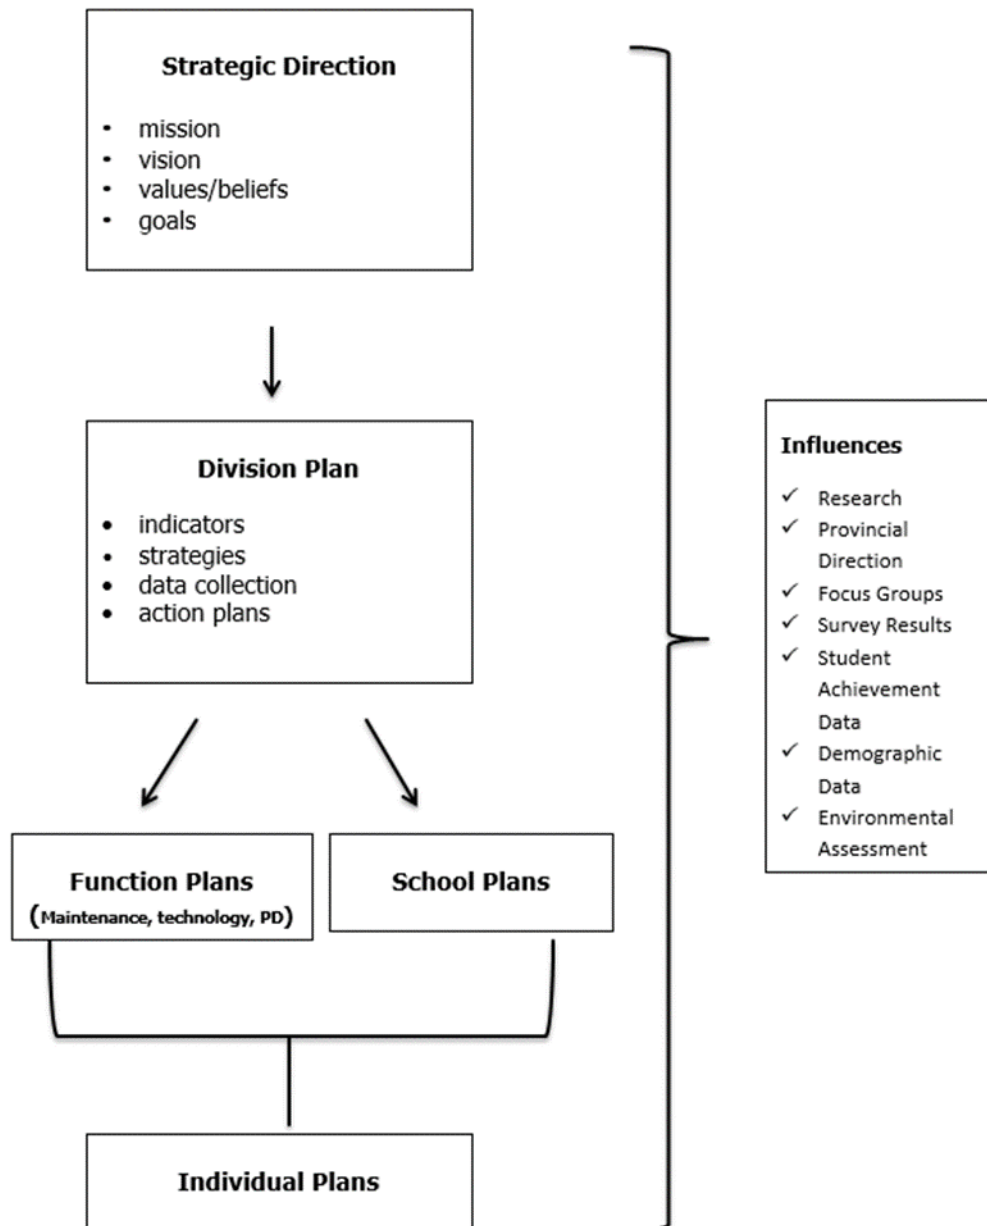 Strategic Direction
• mission
• vision
• values/beliefs
• goals
Division Plan
• indicators
• strategies
• data collection
• action plans
Function Plans
(Maintenance, technology, PD)
School Plans
Individual Plans
Influences
✓ Research
✓ Provincial
Direction
✓ Focus Groups
✓ Survey Results
✓ Student
Achievement
Data
✓ Demographic
Data
✓ Environmental
Assessment